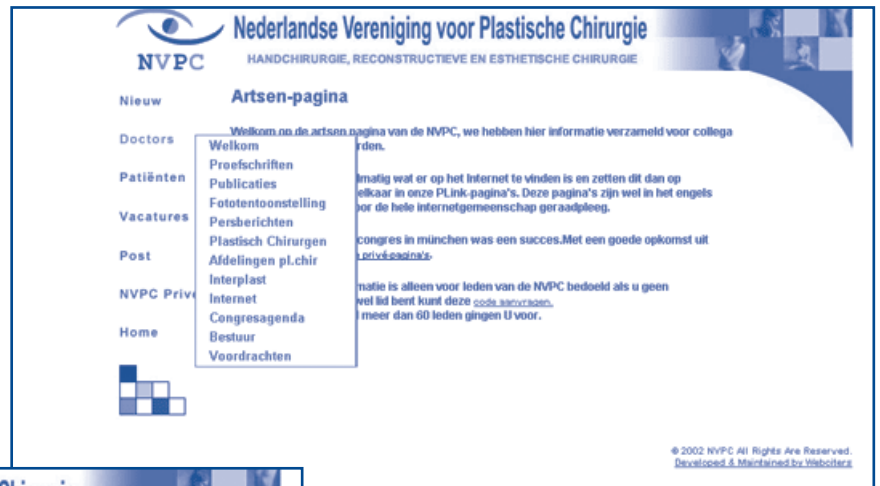 Nederlandse Vereniging voor Plastische Chirurgie
NVPC
HANDCHIRURGIE, RECONSTRUCTIEVE EN ESTHETISCHE CHIRURGIE
Nieuw
Doctors
Patiënten
Vacatures
Post
NVPC Priv
Home
Artsen-pagina
Welkom op de artsen pagina van de NVPC, we hebben hier informatie verzameld voor collega
rden.
lmatig wat er op het Internet te vinden is en zetten dit dan op
elkaar in onze PLink-pagina's. Deze pagina's zijn wel in het engels
oor de hele internetgemeenschap geraadpleeg.
congres in münchen was een succes.Met een goede opkomst uit
privé-pagina's.
matie is alleen voor leden van de NVPC bedoeld als u geen
wel lid bent kunt deze code aanvragen.
meer dan 60 leden gingen U voor.
Welkom
Proefschriften
Publicaties
Fototentoonstelling
Persberichten
Plastisch Chirurgen
Afdelingen pl.chir
Interplast
Internet
Congresagenda
Bestuur
Voordrachten
© 2002 NVPC All Rights Are Reserved.
Developed & Maintained by Webciters